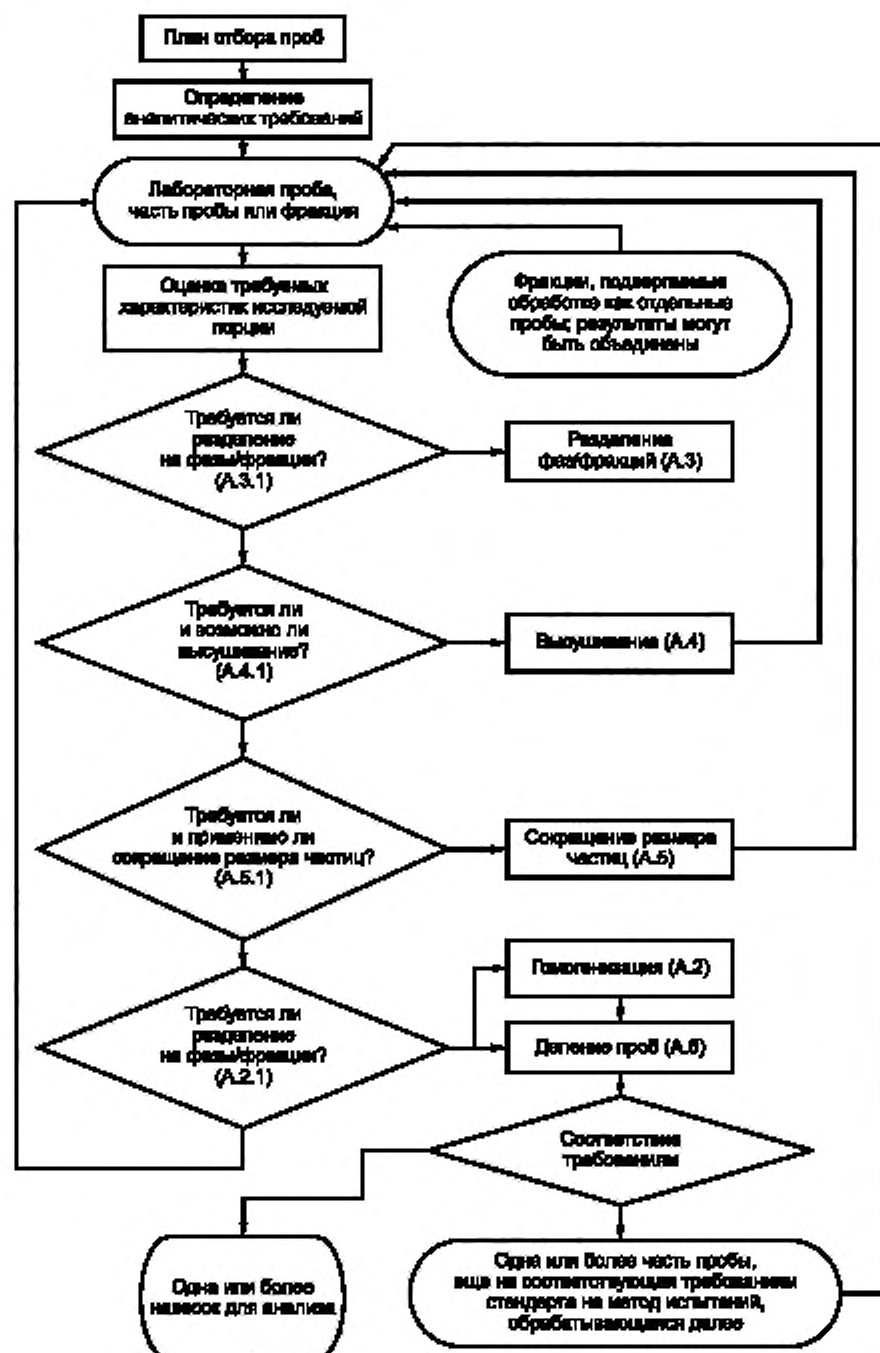 План отбора проб
Определение
аналитических требований
Лабораторная проба,
часть пробы или фракция
Оценка требуемых
характеристик исследуемой
порции
Фракции, подвергаемые
обработке как отдельные
пробы; результаты могут
быть объединены
Требуется ли
разделение
на фазы/фракции?
(А.3.1)
Разделение
фаз/фракций (А.3)
Требуется ли
и возможно ли
высушивание?
(А.4.1)
Высушивание (А.4)
Требуется ли
и применимо ли
сокращение размера частиц?
(А.5.1)
Сокращение размера
частиц (А.5)
Требуется ли
разделение
на фазы/фракции?
(А.2.1)
Гомогенизация (А.2)
Деление проб (А.6)
Соответствие
требованиям
Одна или более
навесок для анализа
Одна или более часть пробы,
еще не соответствующая требованиям
стандарта на метод испытаний,
обрабатывающаяся далее